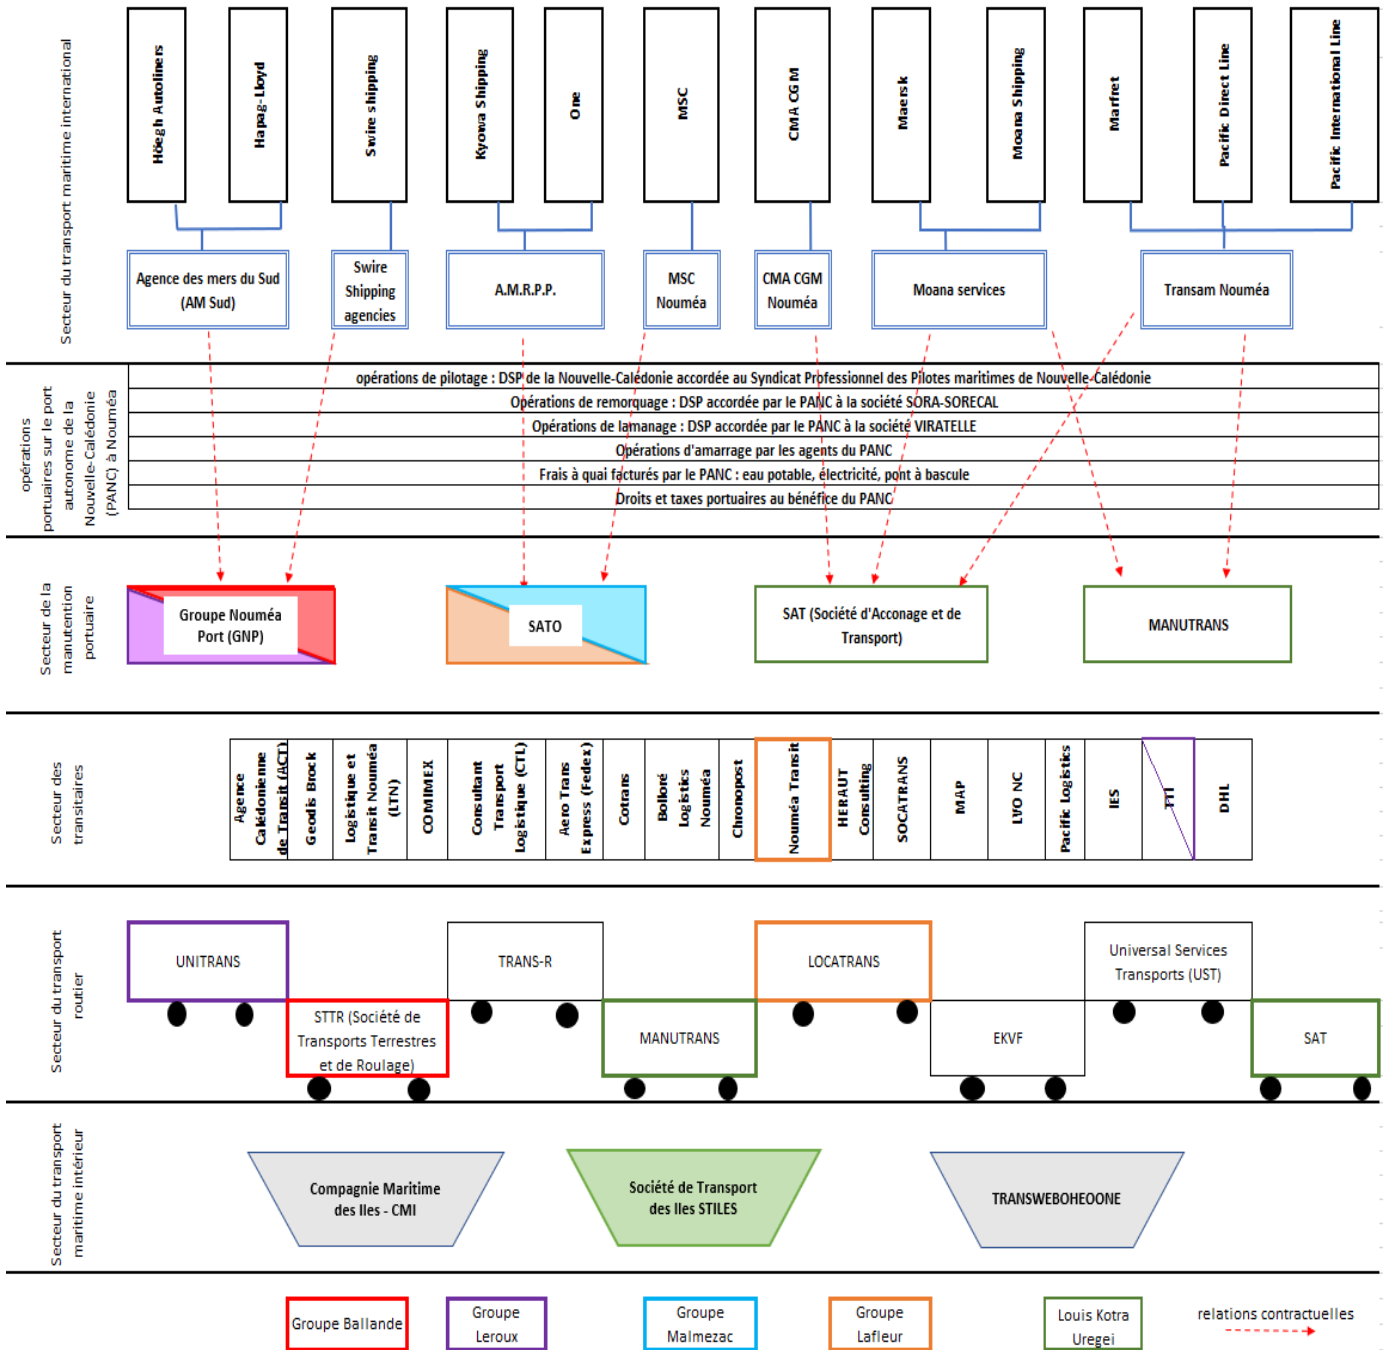 Secteur du transport maritime international
Höegh Autoliners
Hapag-Lloyd
Swire shipping
Kyowa Shipping
One
MSC
CMA CGM
Maersk
Moana Shipping
Marfret
Pacific Direct Line
Pacific International Line
Agence des mers du Sud
(AM Sud)
Swire
Shipping
agencies
A.M.R.P.P.
MSC
Nouméa
CMA CGM
Nouméa
Moana services
Transam Nouméa
opérations
portuaires sur le port
autonome de la
Nouvelle-Calédonie
(PANC) à Nouméa
opérations de pilotage : DSP de la Nouvelle-Calédonie accordée au Syndicat Professionnel des Pilotes maritimes de Nouvelle-Calédonie
Opérations de remorquage : DSP accordée par le PANC à la société SORA-SORECAL
Opérations de lamanage : DSP accordée par le PANC à la société VIRATELLE
Opérations d'amarrage par les agents du PANC
Frais à quai facturés par le PANC : eau potable, électricité, pont à bascule
Droits et taxes portuaires au bénéfice du PANC
Secteur de la
manutention
portuaire
Groupe Nouméa
Port (GNP)
SATO
SAT (Société d'Acconage et de
Transport)
MANUTRANS
Secteur des
transitaires
Agence
Calédonienne
de Transit (ACT)
Geodis Brock
Logistique et
Transit Nouméa
(LTN)
COMIMEX
Consultant
Transport
Logistique (CTL)
Aero Trans
Express (Fedex)
Cotrans
Bolloré
Logistics
Nouméa
Chronopost
Nouméa Transit
HERAUT
Consulting
SOCATRANS
MAP
LVO NC
Pacific Logistics
IES
TTI
DHL
Secteur du transport
routier
UNITRANS
STTR (Société de
Transports Terrestres
et de Roulage)
TRANS-R
MANUTRANS
LOCATRANS
EKVF
Universal Services
Transports (UST)
SAT
Secteur du transport
maritime intérieur
Compagnie Maritime
des Iles - CMI
Société de Transport
des Iles STILES
TRANSWEBOHEOONE
Groupe Ballande
Groupe
Leroux
Groupe
Malmezac
Groupe
Lafleur
Louis Kotra
Uregei
relations contractuelles